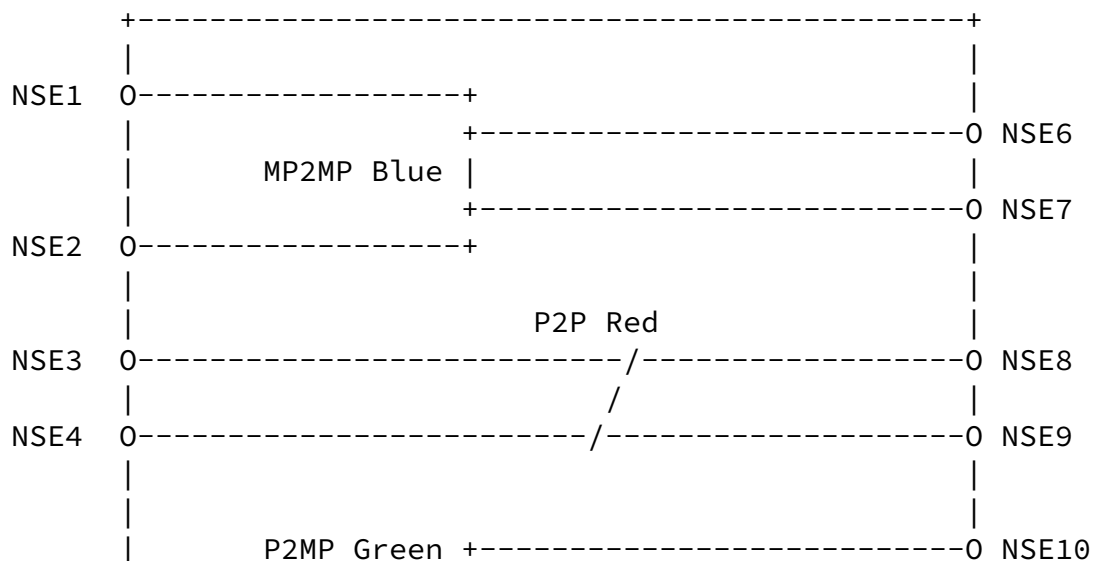 +-----------------------------------------------+
|                                               |
NSE1  O------------------+                            |
|                  +---------------------------O NSE6
|       MP2MP Blue |                            |
|                  +---------------------------O NSE7
NSE2  O------------------+                            |
|                                               |
|                      P2P Red                  |
NSE3  O---------------------------/------------------O NSE8
|                          /                    |
NSE4  O-------------------------/--------------------O NSE9
|                                               |
|                                               |
|       P2MP Green +---------------------------O NSE10